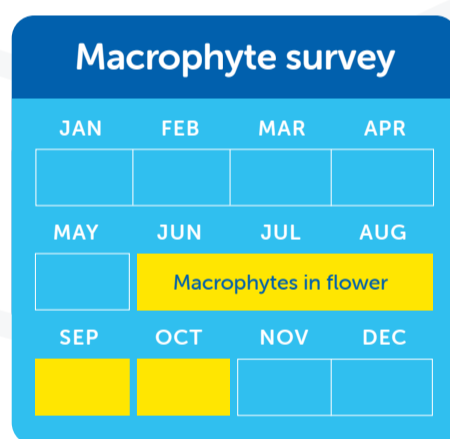 Macrophyte survey
JAN FEB MAR APR
MAY JUN JUL AUG
Macrophytes in flower
SEP OCT NOV DEC